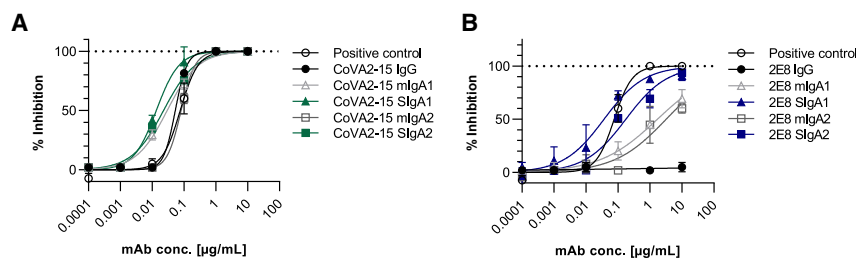 A
% Inhibition
100
50
0
0.0001
0.001
0.01
0.1
1
10
100
mAb conc. [µg/mL]
Positive control
CoVA2-15 IgG
CoVA2-15 mIgA1
CoVA2-15 SIgA1
CoVA2-15 mIgA2
CoVA2-15 SIgA2
B
% Inhibition
100
50
0
0.0001
0.001
0.01
0.1
1
10
100
mAb conc. [µg/mL]
Positive control
2E8 IgG
2E8 mIgA1
2E8 SIgA1
2E8 mIgA2
2E8 SIgA2